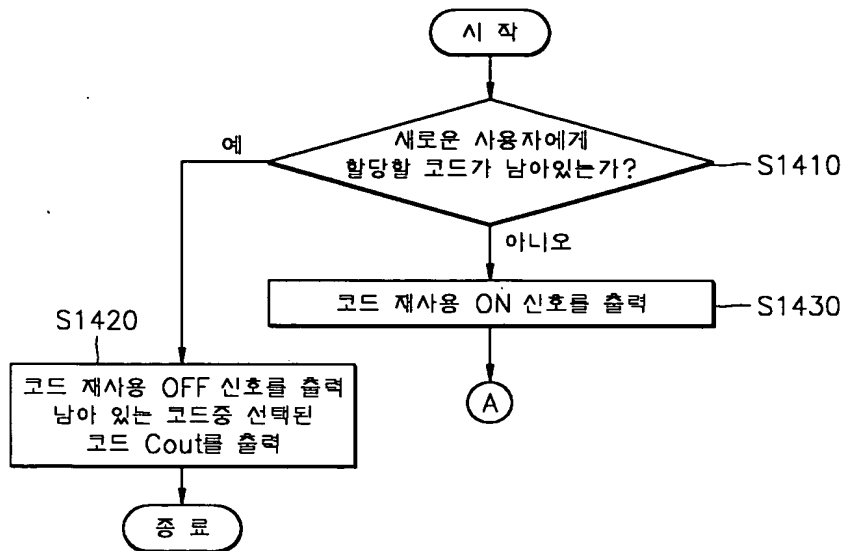 시 작
새로운 사용자에게
할당할 코드가 남아있는가?
S1410
예
아니오
코드 재사용 ON 신호를 출력
S1430
S1420
코드 재사용 OFF 신호를 출력
남아 있는 코드중 선택된
코드 Cout를 출력
A
종 료